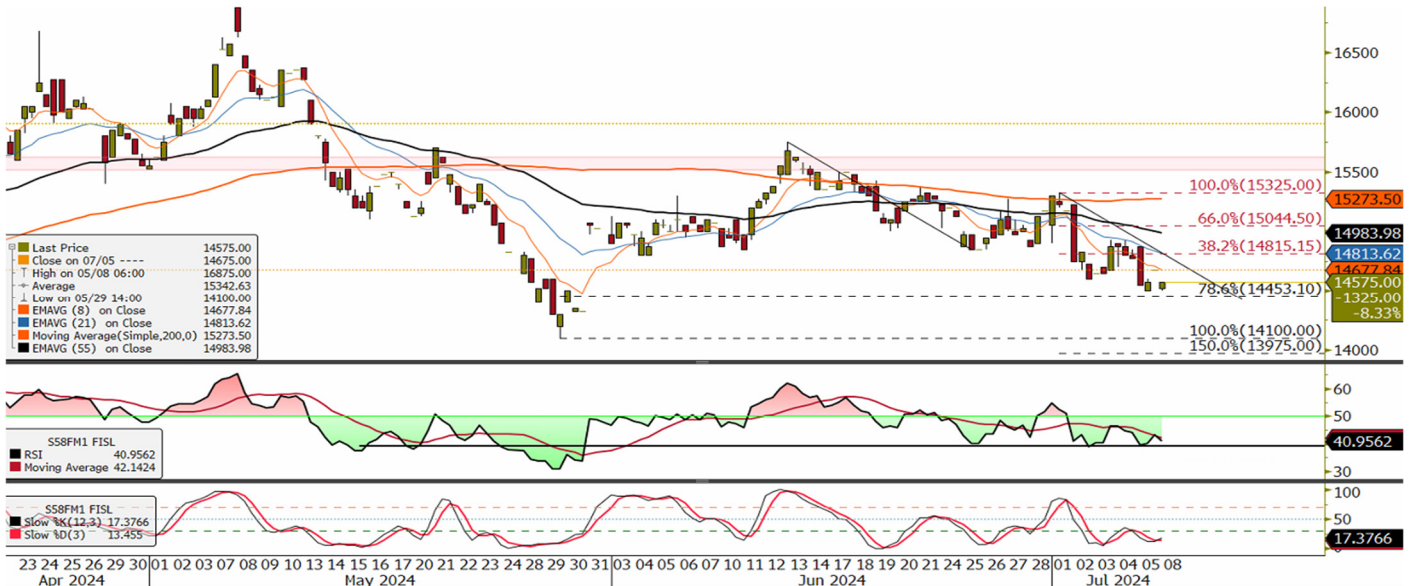 16500
16000
15500
14000
100.0%(15325.00)
66.0%(15044.50)
38.2%(14815.15)
78.6%(14453.10)
100.0%(14100.00)
150.0%(13975.00)
15273.50
14983.98
14813.62
14677.84
14575.00
-1325.00
-8.33%
Last Price 14575.00
Close on 07/05 ---- 14675.00
High on 05/08 06:00 16875.00
Average 15342.63
Low on 05/29 14:00 14100.00
EMAVG (8) on Close 14677.84
EMAVG (21) on Close 14813.62
Moving Average(Simple,200,0) 15273.50
EMAVG (55) on Close 14983.98
60
50
40.9562
30
S58FM1 FISL
RSI 40.9562
Moving Average 42.1424
100
50
17.3766
S58FM1 FISL
Slow %K(12,3) 17.3766
Slow %D(3) 13.455
23 24 25 26 29 30 01 02 03 06 07 08 09 10 13 14 15 16 17 20 21 22 23 24 27 28 29 30 31 03 04 05 06 07 10 11 12 13 14 17 18 19 20 21 24 25 26 27 28 01 02 03 04 05 08
Apr 2024 May 2024 Jun 2024 Jul 2024